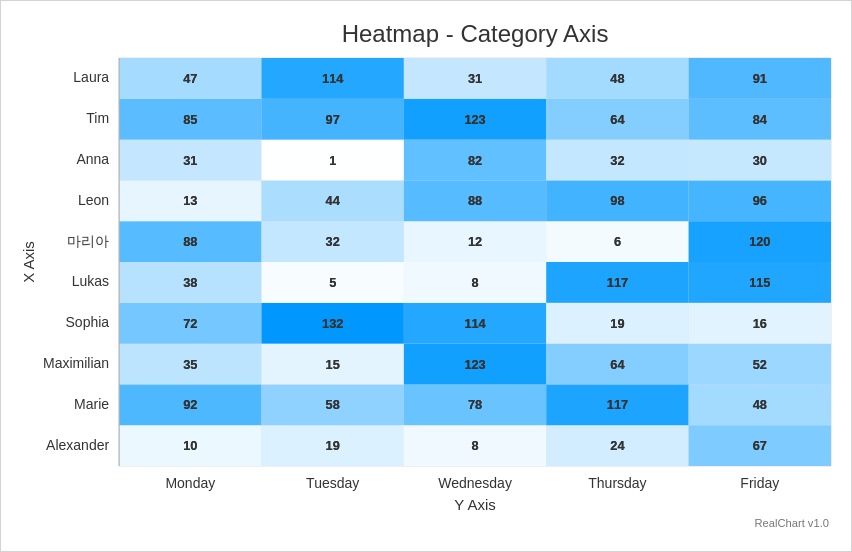 Heatmap - Category Axis
Laura 47 114 31 48 91
Tim 85 97 123 64 84
Anna 31 1 82 32 30
Leon 13 44 88 98 96
마리아 88 32 12 6 120
X Axis
Lukas 38 5 8 117 115
Sophia 72 132 114 19 16
Maximilian 35 15 123 64 52
Marie 92 58 78 117 48
Alexander 10 19 8 24 67
Monday Tuesday Wednesday Thursday Friday
Y Axis
RealChart v1.0